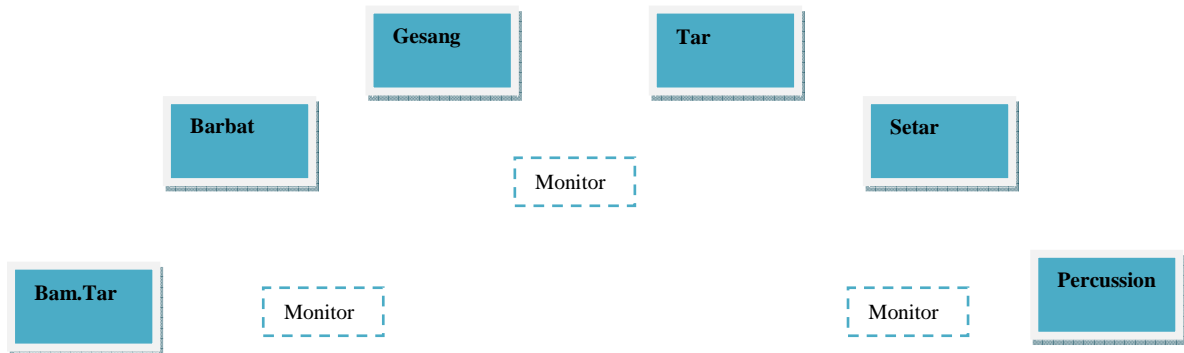 Gesang
Tar
Barbat
Setar
Monitor
Bam.Tar
Monitor
Monitor
Percussion